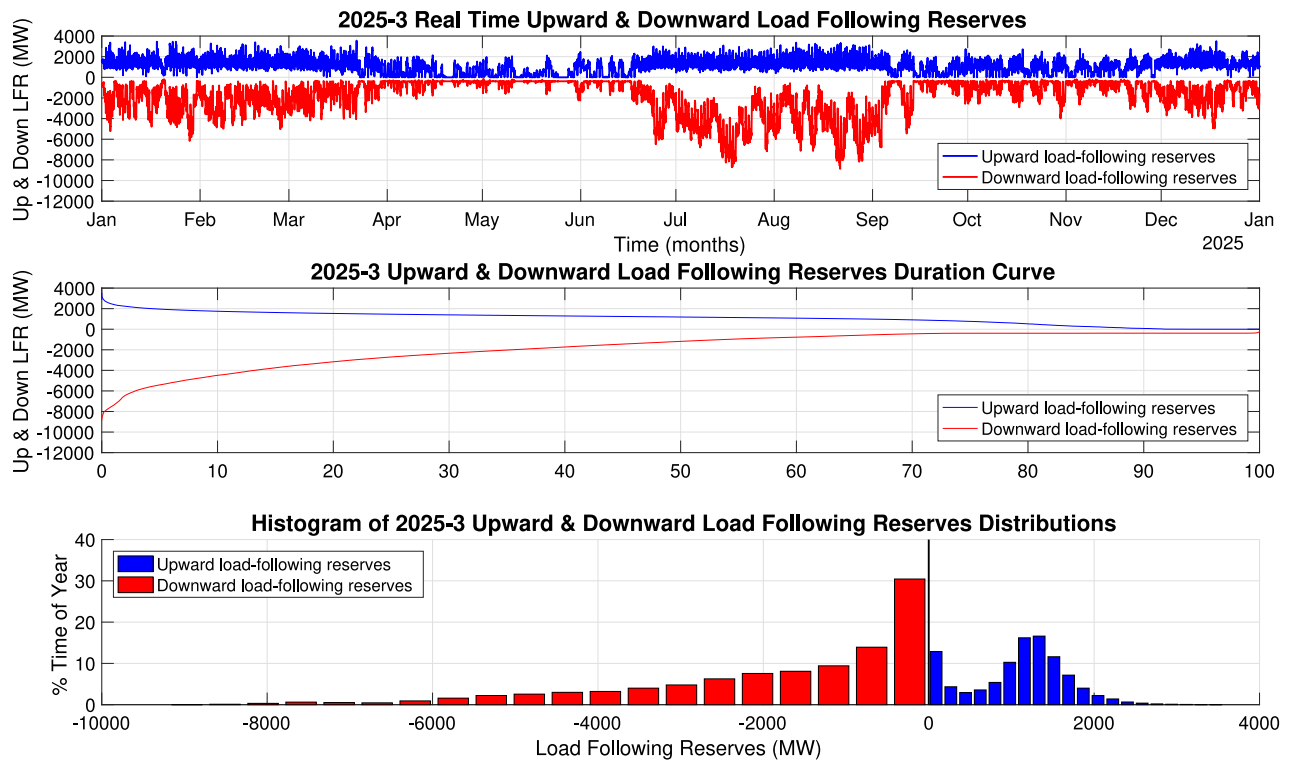 2025-3 Real Time Upward & Downward Load Following Reserves
Up & Down LFR (MW)
4000
2000
0
-2000
-4000
-6000
-8000
-10000
-12000
Upward load-following reserves
Downward load-following reserves
Jan Feb Mar Apr May Jun Jul Aug Sep Oct Nov Dec Jan
Time (months)
2025
2025-3 Upward & Downward Load Following Reserves Duration Curve
Up & Down LFR (MW)
4000
2000
0
-2000
-4000
-6000
-8000
-10000
-12000
Upward load-following reserves
Downward load-following reserves
0 10 20 30 40 50 60 70 80 90 100
Histogram of 2025-3 Upward & Downward Load Following Reserves Distributions
% Time of Year
40
30
20
10
0
Upward load-following reserves
Downward load-following reserves
-10000 -8000 -6000 -4000 -2000 0 2000 4000
Load Following Reserves (MW)